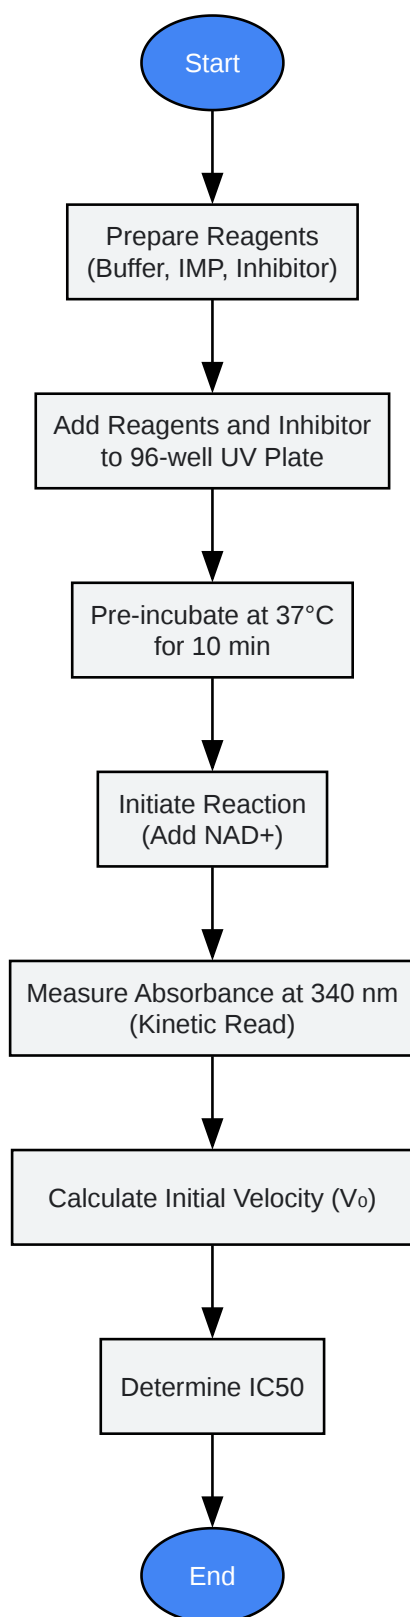 Start
Prepare Reagents
(Buffer, IMP, Inhibitor)
Add Reagents and Inhibitor
to 96-well UV Plate
Pre-incubate at 37°C
for 10 min
Initiate Reaction
(Add NAD+)
Measure Absorbance at 340 nm
(Kinetic Read)
Calculate Initial Velocity (V₀)
Determine IC50
End